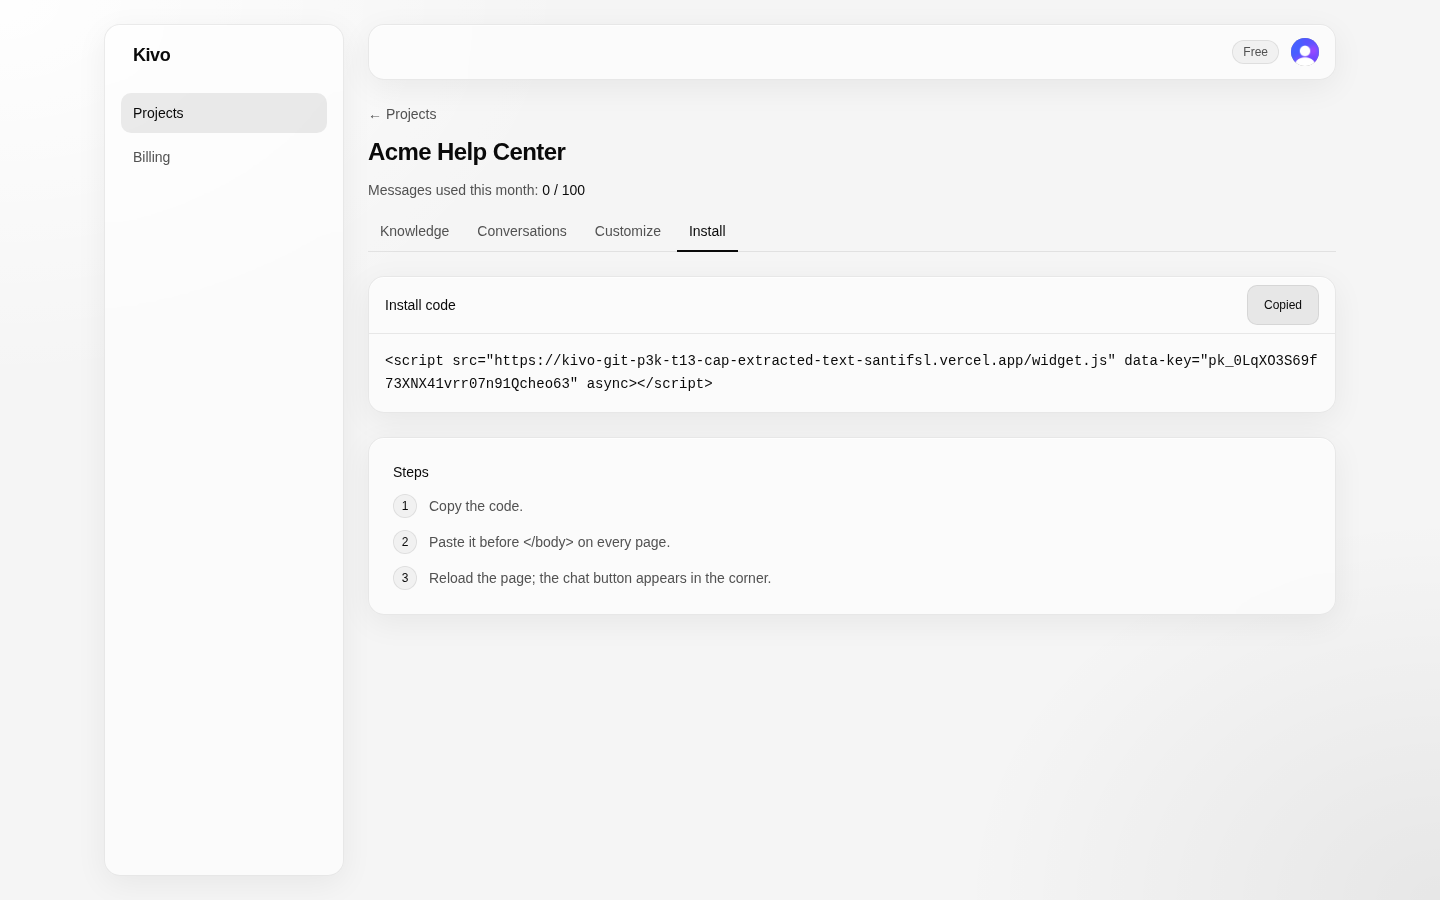 Kivo
Projects
Billing
Free
← Projects
Acme Help Center
Messages used this month: 0 / 100
Knowledge Conversations Customize Install
Install code
Copied
<script src="https://kivo-git-p3k-t13-cap-extracted-text-santifsl.vercel.app/widget.js" data-key="pk_0LqXO3S69f
73XNX41vrr07n91Qcheo63" async></script>
Steps
1 Copy the code.
2 Paste it before </body> on every page.
3 Reload the page; the chat button appears in the corner.